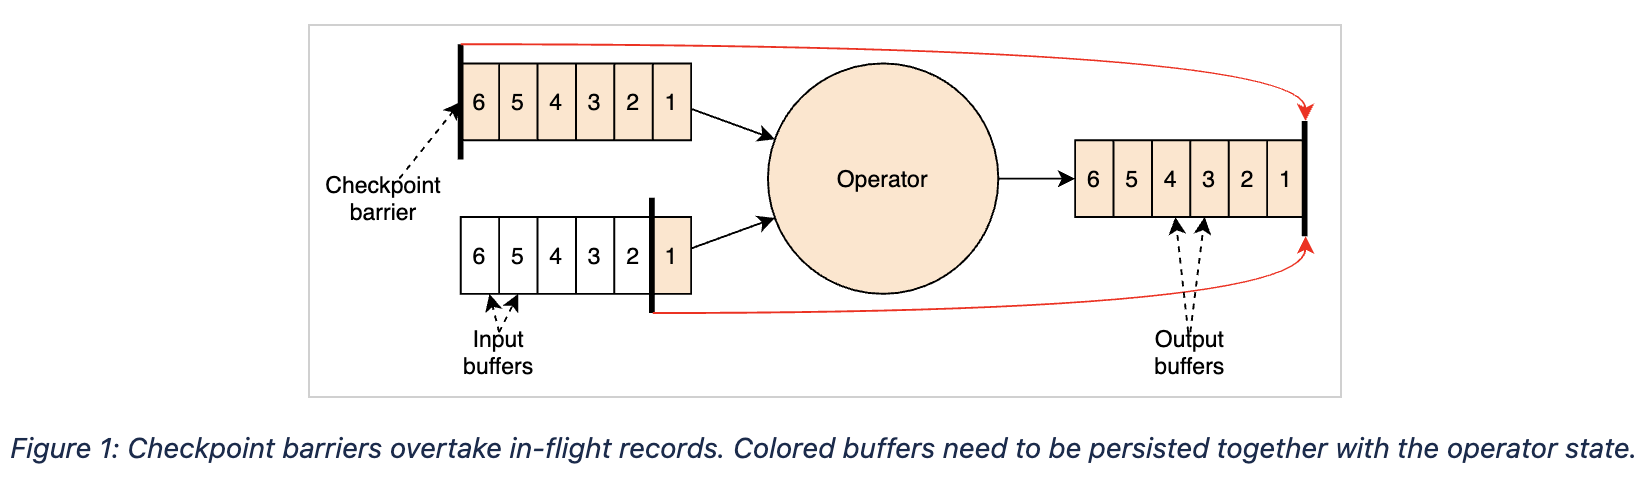 6 5 4 3 2 1
Checkpoint
barrier
6 5 4 3 2 1
Input
buffers
Operator
6 5 4 3 2 1
Output
buffers
Figure 1: Checkpoint barriers overtake in-flight records. Colored buffers need to be persisted together with the operator state.